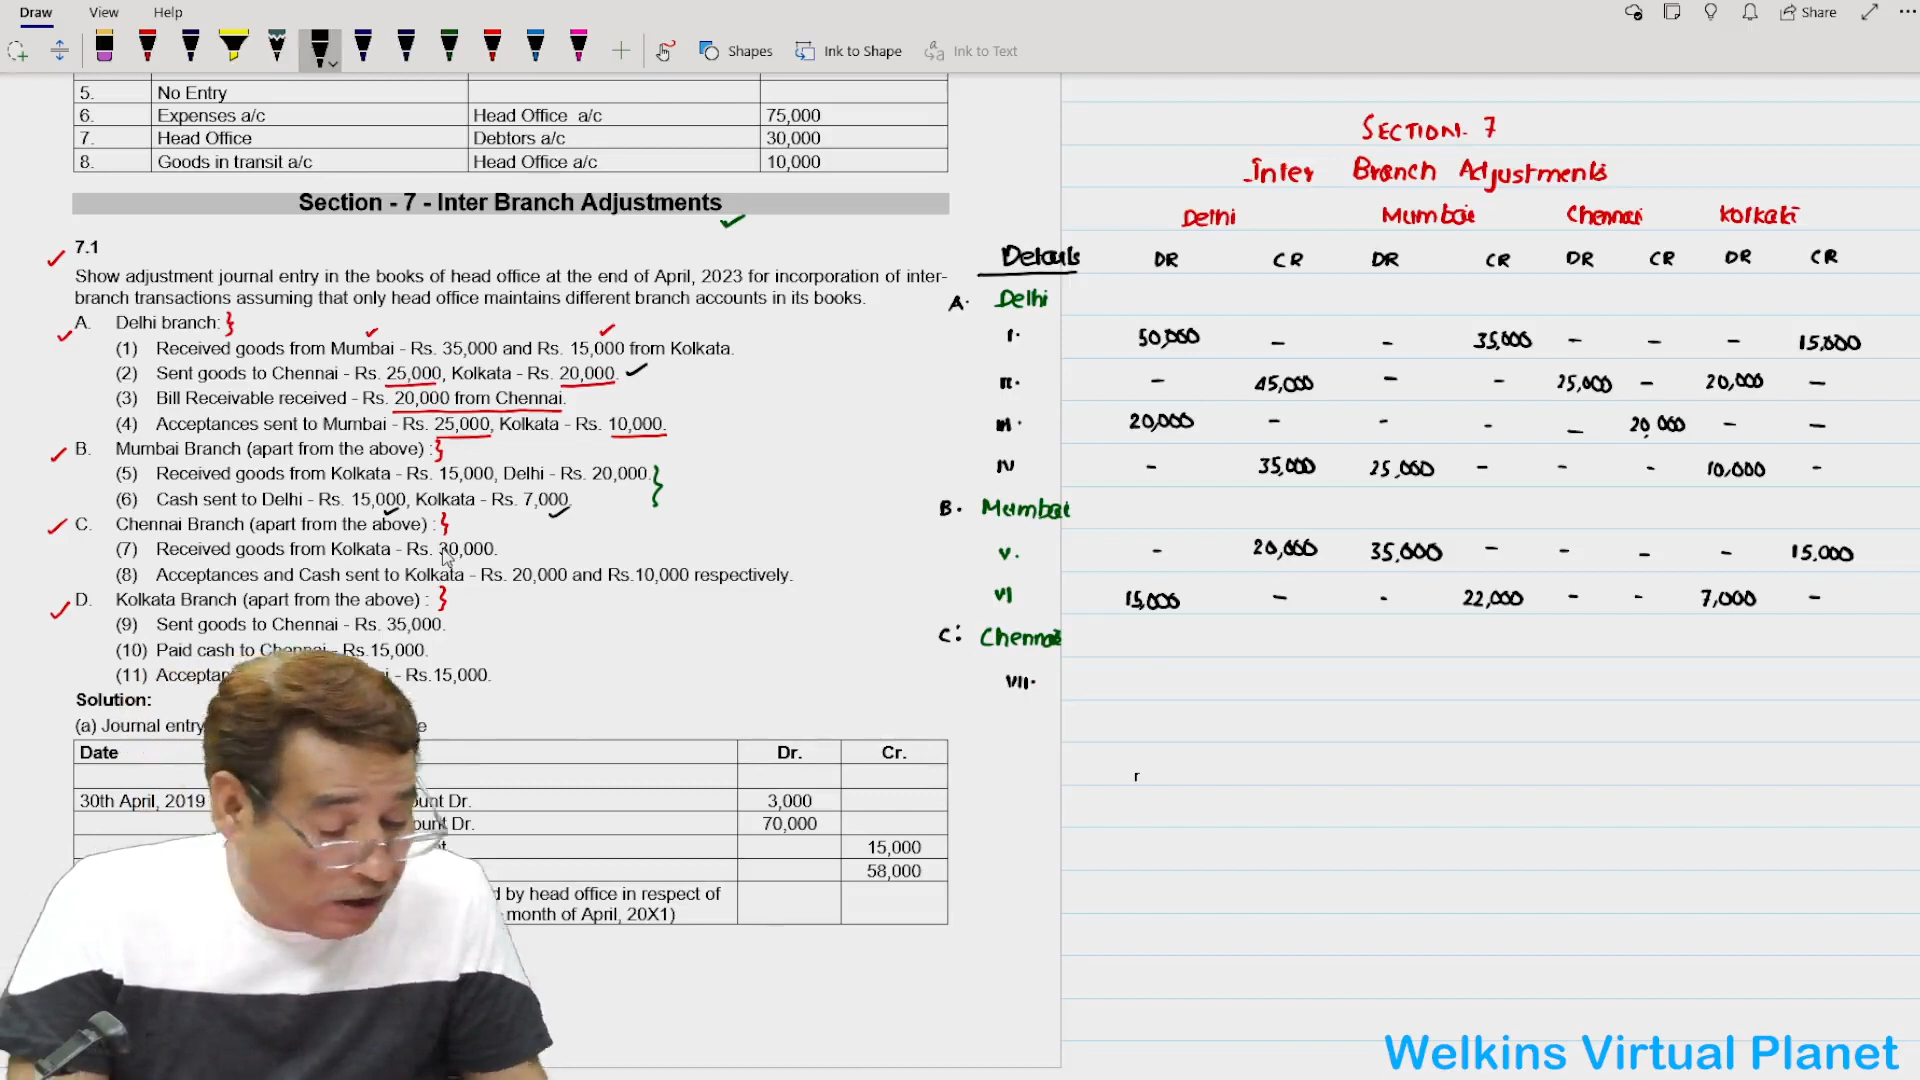 Draw View Help
Share
Shapes Ink to Shape Ink to Text
5. No Entry
6. Expenses a/c Head Office a/c 75,000
7. Head Office Debtors a/c 30,000
8. Goods in transit a/c Head Office a/c 10,000
Section - 7 - Inter Branch Adjustments
7.1
Show adjustment journal entry in the books of head office at the end of April, 2023 for incorporation of inter-
branch transactions assuming that only head office maintains different branch accounts in its books.
A. Delhi branch:
(1) Received goods from Mumbai - Rs. 35,000 and Rs. 15,000 from Kolkata.
(2) Sent goods to Chennai - Rs. 25,000, Kolkata - Rs. 20,000.
(3) Bill Receivable received - Rs. 20,000 from Chennai.
(4) Acceptances sent to Mumbai - Rs. 25,000, Kolkata - Rs. 10,000.
B. Mumbai Branch (apart from the above) :
(5) Received goods from Kolkata - Rs. 15,000, Delhi - Rs. 20,000.
(6) Cash sent to Delhi - Rs. 15,000, Kolkata - Rs. 7,000.
C. Chennai Branch (apart from the above) :
(7) Received goods from Kolkata - Rs. 30,000.
(8) Acceptances and Cash sent to Kolkata - Rs. 20,000 and Rs.10,000 respectively.
D. Kolkata Branch (apart from the above) :
(9) Sent goods to Chennai - Rs. 35,000.
(10) Paid cash to Chennai - Rs.15,000.
(11) Rs.15,000.
Solution:
(a) Journal entry
Date Dr. Cr.
30th April, 2019 Dr. 3,000
Dr. 70,000
15,000
58,000
by head office in respect of
month of April, 20X1)
SECTION. 7
Inter Branch Adjustments
Delhi Mumbai Chennai Kolkata
Details DR CR DR CR DR CR DR CR
A. Delhi
I. 50,000 - - 35,000 - - - 15,000
II. - 45,000 - - 25,000 - 20,000 -
III. 20,000 - - - - 20,000 - -
IV - 35,000 25,000 - - - 10,000 -
B. Mumbai
V. - 20,000 35,000 - - - - 15,000
VI 15,000 - - 22,000 - - 7,000 -
C. Chennai
VII.
Welkins Virtual Planet